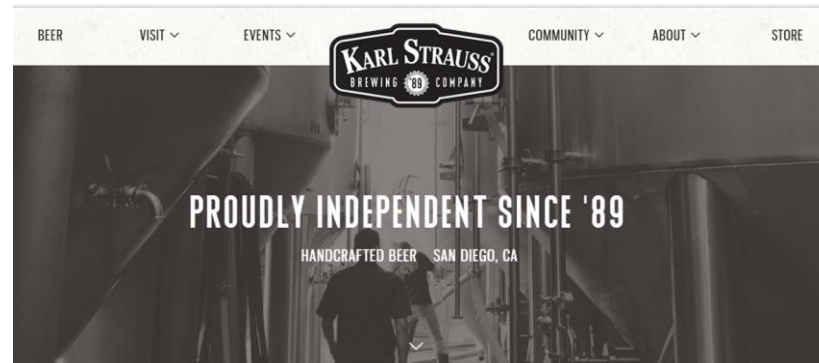 BEER VISIT EVENTS COMMUNITY ABOUT STORE
KARL STRAUSS
BREWING '89 COMPANY
PROUDLY INDEPENDENT SINCE '89
HANDCRAFTED BEER SAN DIEGO, CA